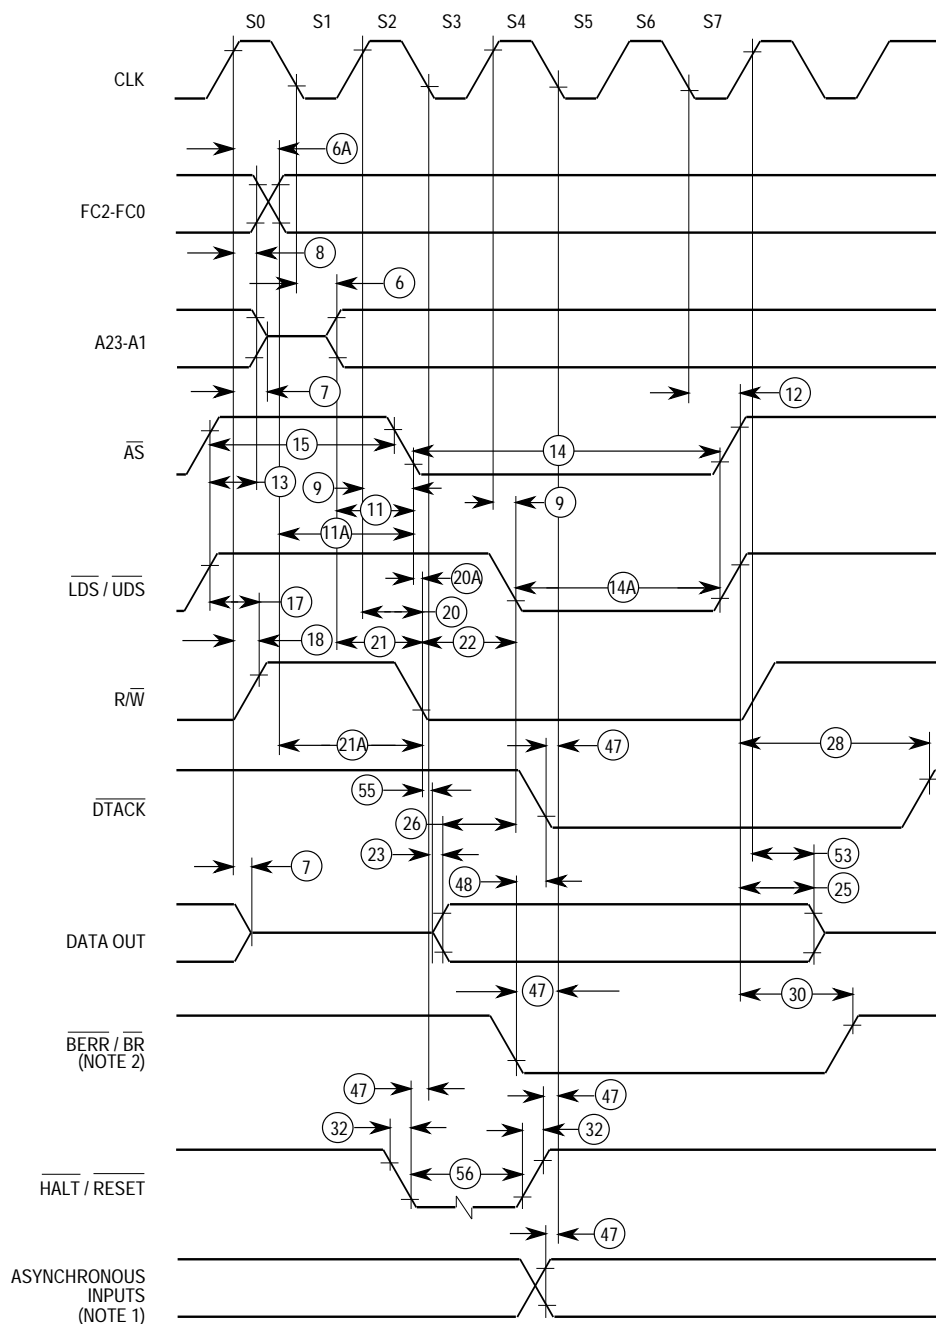 S0 S1 S2 S3 S4 S5 S6 S7
CLK
6A
FC2-FC0
8
6
A23-A1
7
12
AS
15
14
13
9
9
11
11A
LDS / UDS
20A
14A
17
20
18
21
22
R/W
21A
47
28
55
DTACK
26
23
53
7
48
25
DATA OUT
47
30
BERR / BR
(NOTE 2)
47
47
32
32
HALT / RESET
56
47
ASYNCHRONOUS
INPUTS
(NOTE 1)